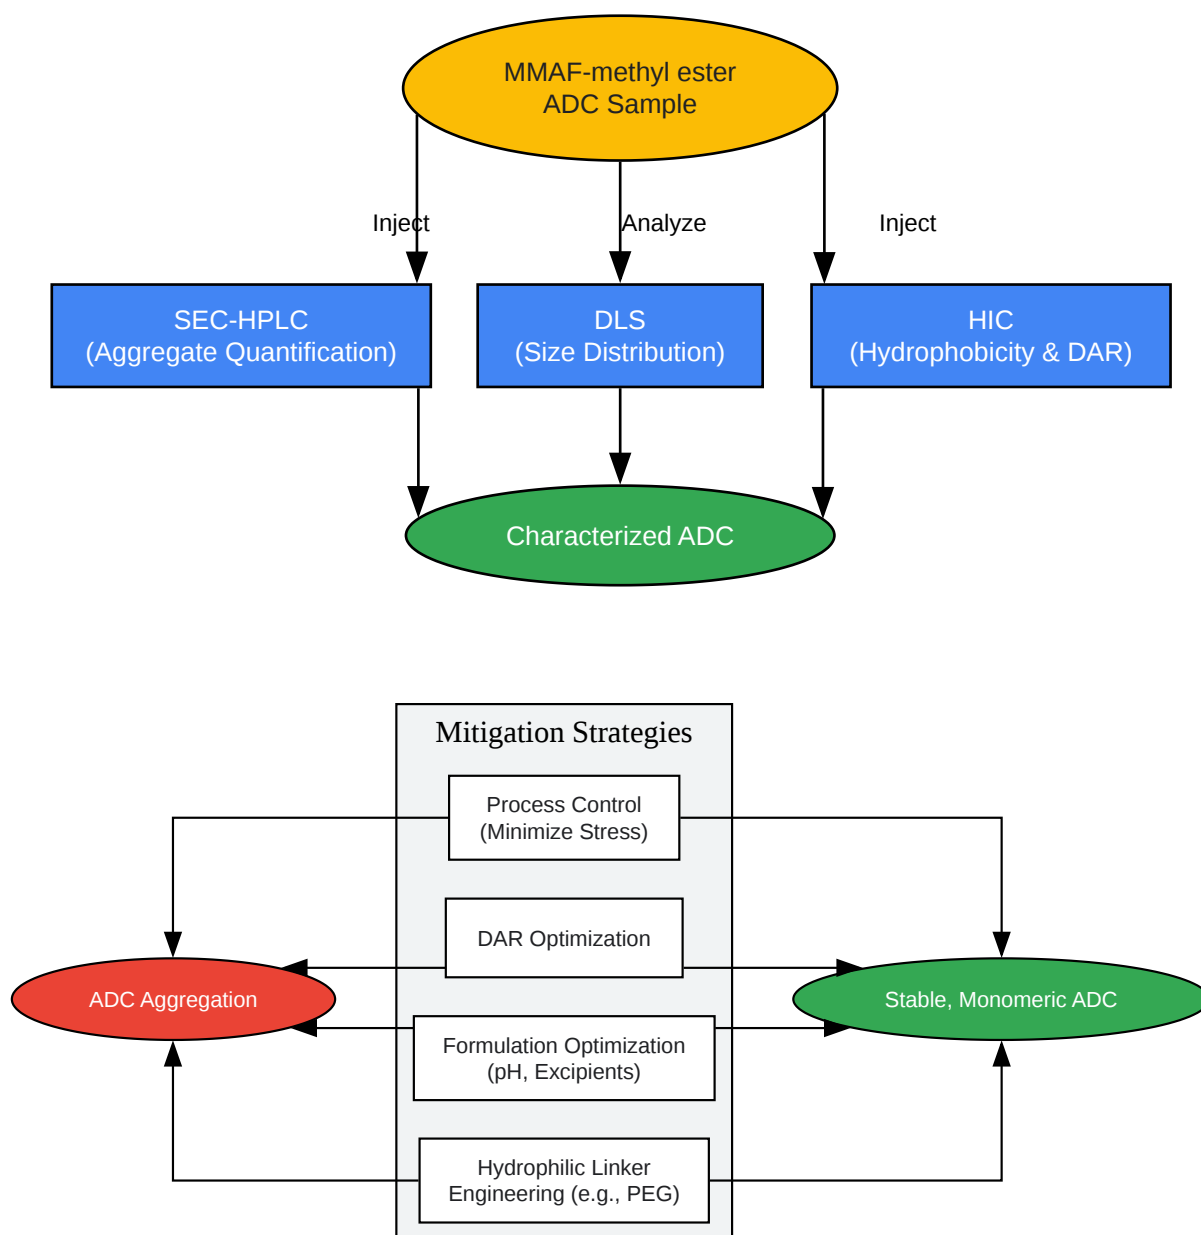 MMAF-methyl ester
ADC Sample
Inject
Analyze
Inject
SEC-HPLC
(Aggregate Quantification)
DLS
(Size Distribution)
HIC
(Hydrophobicity & DAR)
Characterized ADC
Mitigation Strategies
Process Control
(Minimize Stress)
DAR Optimization
ADC Aggregation
Stable, Monomeric ADC
Formulation Optimization
(pH, Excipients)
Hydrophilic Linker
Engineering (e.g., PEG)